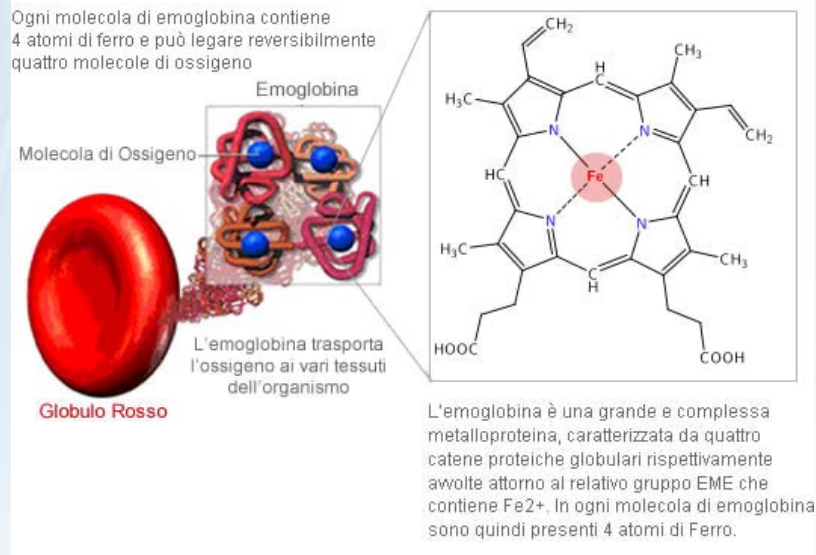 Ogni molecola di emoglobina contiene
4 atomi di ferro e può legare reversibilmente
quattro molecole di ossigeno
Emoglobina
Molecola di Ossigeno
L'emoglobina trasporta
l'ossigeno ai vari tessuti
dell'organismo
Globulo Rosso
CH2
H
C
CH3
H3C
N
N
CH2
HC
Fe
CH
N
N
H3C
CH3
C
H
HOOC
COOH
L'emoglobina è una grande e complessa
metalloproteina, caratterizzata da quattro
catene proteiche globulari rispettivamente
avvolte attorno al relativo gruppo EME che
contiene Fe2+. In ogni molecola di emoglobina
sono quindi presenti 4 atomi di Ferro.